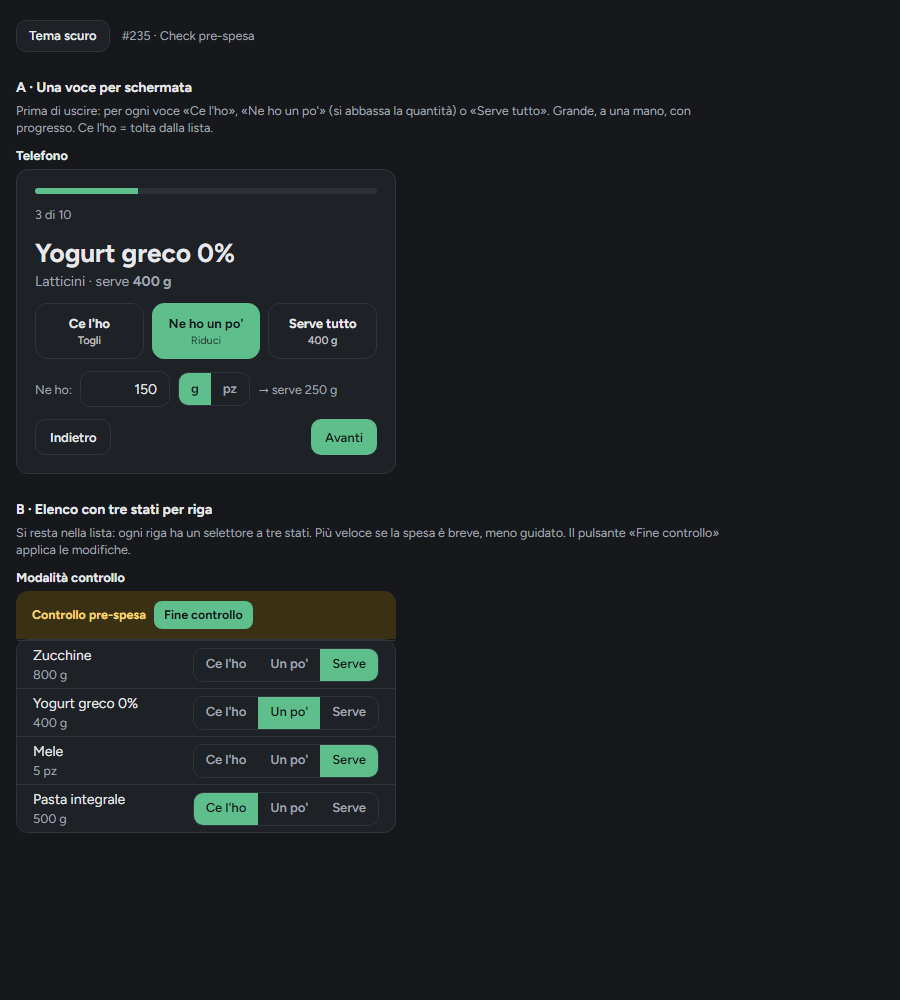 Tema scuro
#235 · Check pre-spesa
A · Una voce per schermata
Prima di uscire: per ogni voce «Ce l'ho», «Ne ho un po'» (si abbassa la quantità) o «Serve tutto». Grande, a una mano, con
progresso. Ce l'ho = tolta dalla lista.
Telefono
3 di 10
Yogurt greco 0%
Latticini · serve 400 g
Ce l'ho
Togli
Ne ho un po'
Riduci
Serve tutto
400 g
Ne ho: 150 g pz → serve 250 g
Indietro
Avanti
B · Elenco con tre stati per riga
Si resta nella lista: ogni riga ha un selettore a tre stati. Più veloce se la spesa è breve, meno guidato. Il pulsante «Fine controllo»
applica le modifiche.
Modalità controllo
Controllo pre-spesa Fine controllo
Zucchine
800 g
Ce l'ho Un po' Serve
Yogurt greco 0%
400 g
Ce l'ho Un po' Serve
Mele
5 pz
Ce l'ho Un po' Serve
Pasta integrale
500 g
Ce l'ho Un po' Serve